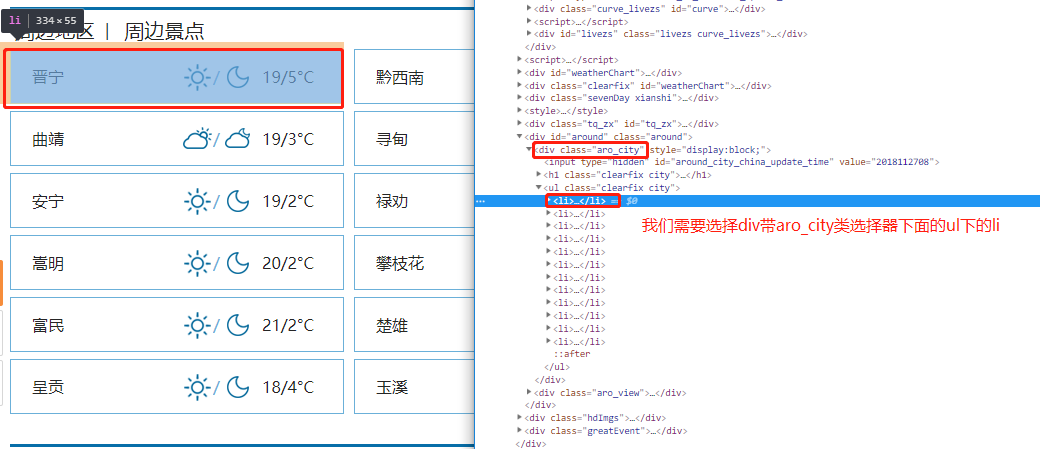 li 334 × 55
周边地区 | 周边景点
晋宁 / 19/5°C 黔西南
曲靖 / 19/3°C 寻甸
安宁 / 19/2°C 禄劝
嵩明 / 20/2°C 攀枝花
富民 / 21/2°C 楚雄
呈贡 / 18/4°C 玉溪
<div class="curve_livezs" id="curve">…</div>
<script>…</script>
<div id="livezs" class="livezs curve_livezs">…</div>
</div>
<script>…</script>
<div id="weatherChart">…</div>
<div class="clearfix" id="weatherChart">…</div>
<div class="sevenDay xianshi">…</div>
<style>…</style>
<div class="tq_zx" id="tq_zx">…</div>
<div id="around" class="around">
<div class="aro_city" style="display:block;">
<input type="hidden" id="around_city_china_update_time" value="2018112708">
<h1 class="clearfix city">…</h1>
<ul class="clearfix city">
… <li>…</li> == $0
<li>…</li>
<li>…</li>
我们需要选择div带aro_city类选择器下面的ul下的li
<li>…</li>
<li>…</li>
<li>…</li>
<li>…</li>
<li>…</li>
<li>…</li>
<li>…</li>
<li>…</li>
<li>…</li>
::after
</ul>
</div>
<div class="aro_view">…</div>
</div>
<div class="hdImgs">…</div>
<div class="greatEvent">…</div>
</div>